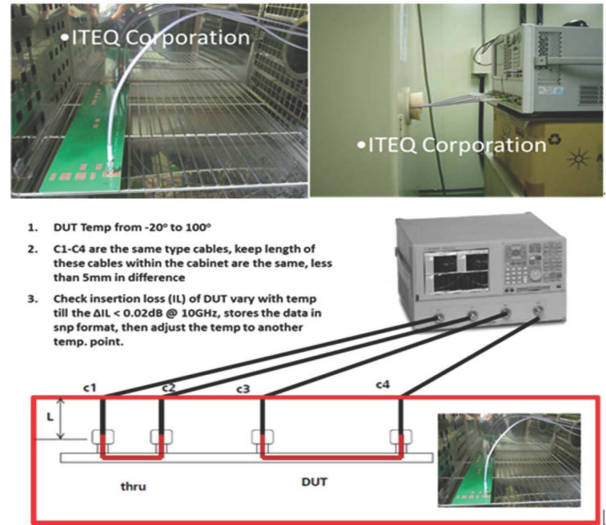 •ITEQ Corporation
•ITEQ Corporation
1. DUT Temp from -20° to 100°
2. C1-C4 are the same type cables, keep length of
these cables within the cabinet are the same, less
than 5mm in difference
3. Check insertion loss (IL) of DUT vary with temp
till the ΔIL < 0.02dB @ 10GHz, stores the data in
snp format, then adjust the temp to another
temp. point.
c1
c2
c3
c4
L
thru
DUT